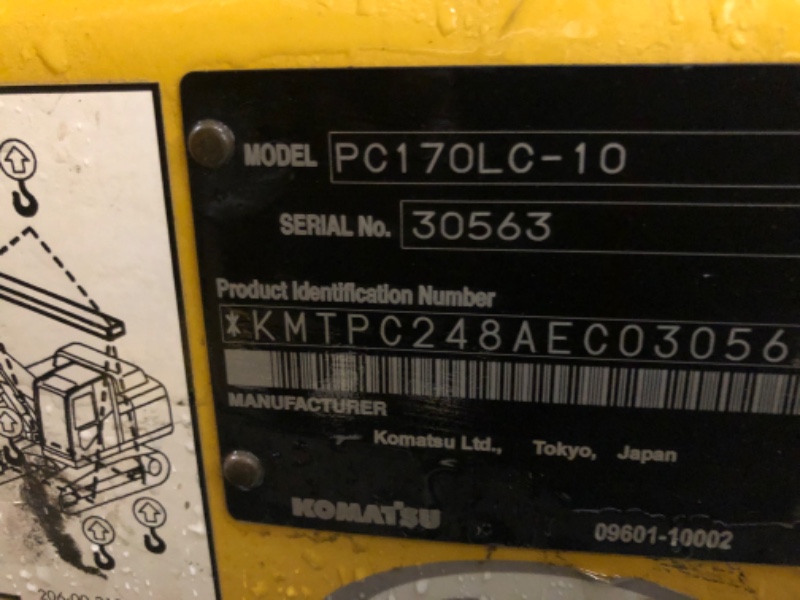 MODEL PC170LC-10
SERIAL No. 30563
Product Identification Number
*KMTPC248AEC03056
MANUFACTURER
Komatsu Ltd., Tokyo, Japan
KOMATSU
09601-10002